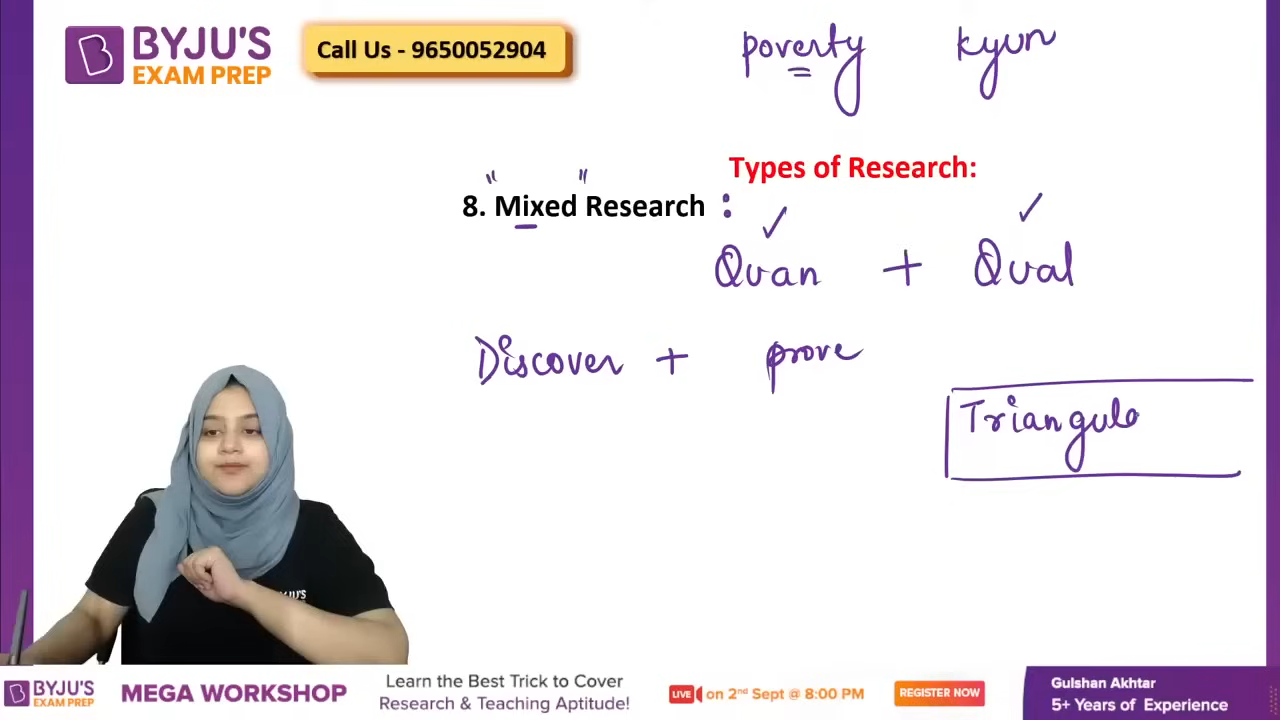 BYJU'S
EXAM PREP
Call Us - 9650052904
poverty kyun
Types of Research:
8. "Mixed" Research :
Quan + Qual
Discover + prove
Triangula
BYJU'S
BYJU'S
EXAM PREP
MEGA WORKSHOP
Learn the Best Trick to Cover
Research & Teaching Aptitude!
LIVE on 2nd Sept @ 8:00 PM
REGISTER NOW
Gulshan Akhtar
5+ Years of Experience